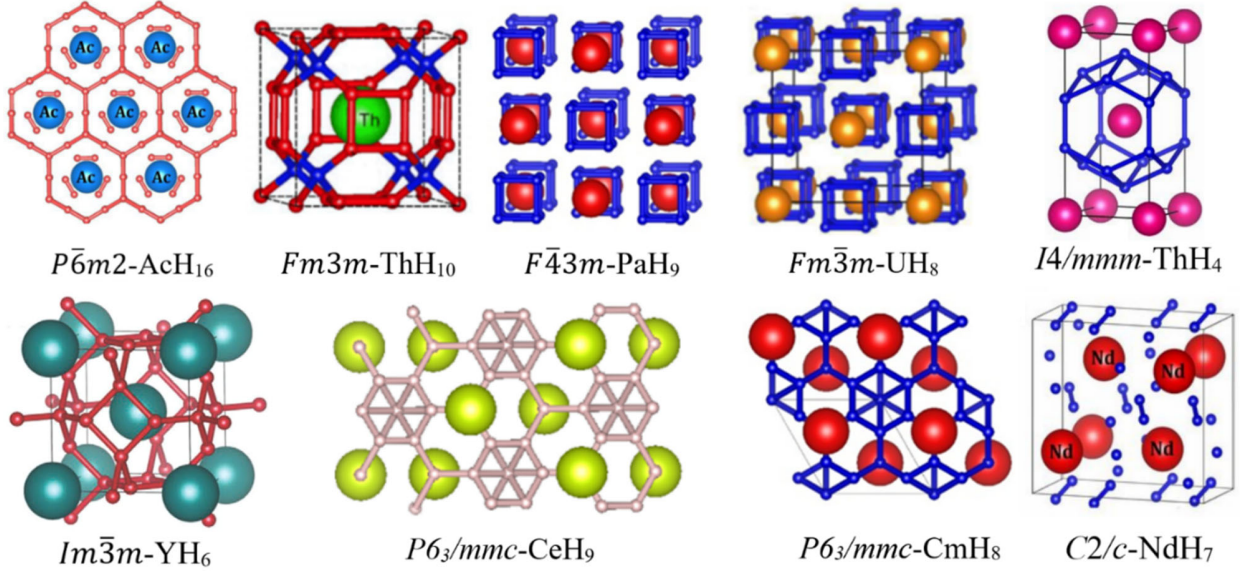 Ac Ac
Ac Ac Ac
Ac Ac
Th
P6̅m2-AcH₁₆
Fm3m-ThH₁₀
F4̅3m-PaH₉
Fm3̅m-UH₈
I4/mmm-ThH₄
Nd
Nd
Nd
Nd
Im3̅m-YH₆
P6₃/mmc-CeH₉
P6₃/mmc-CmH₈
C2/c-NdH₇